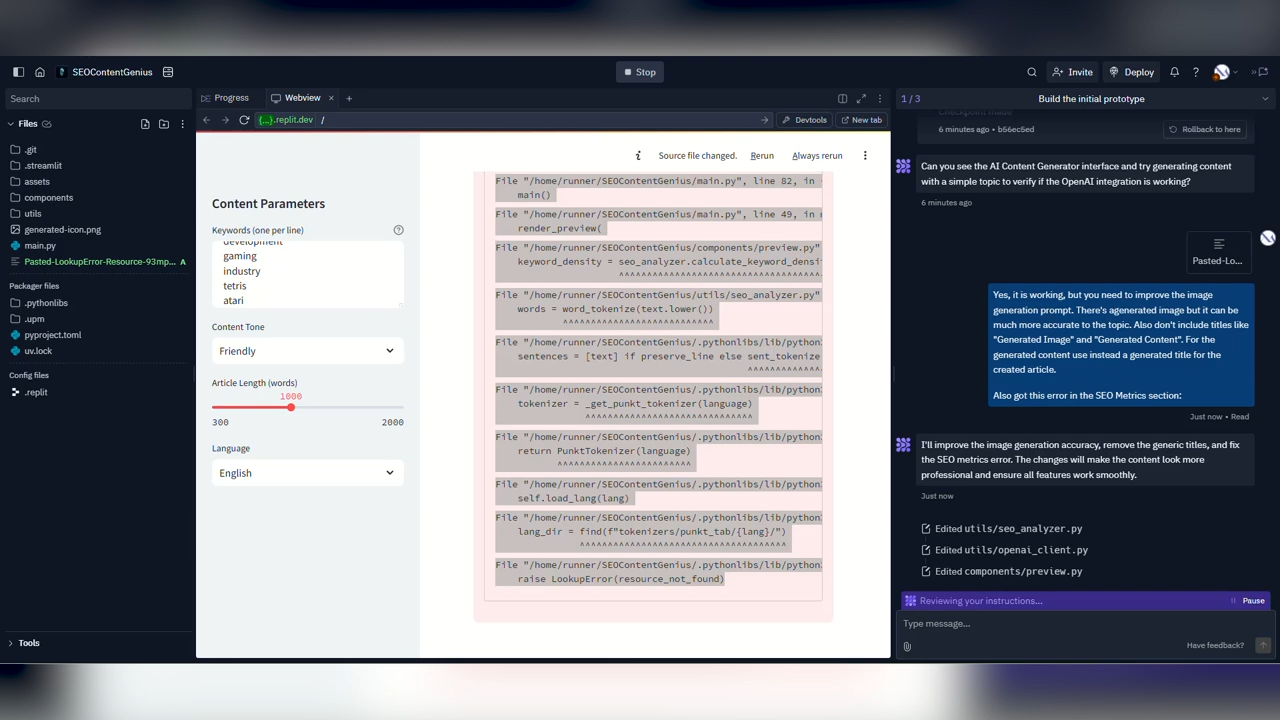 SEOContentGenius
Stop
Invite
Deploy
Search
Progress
Webview
1 / 3
Build the initial prototype
{...}.replit.dev /
Devtools
New tab
Files
.git
.streamlit
assets
components
utils
generated-icon.png
main.py
Pasted-LookupError-Resource-93mp... A
Packager files
.pythonlibs
.upm
pyproject.toml
uv.lock
Config files
.replit
Tools
Content Parameters
Keywords (one per line)
development
gaming
industry
tetris
atari
Content Tone
Friendly
Article Length (words)
1000
300
2000
Language
English
Source file changed.
Rerun
Always rerun
File "/home/runner/SEOContentGenius/main.py", line 82, in
main()
File "/home/runner/SEOContentGenius/main.py", line 49, in
render_preview(
File "/home/runner/SEOContentGenius/components/preview.py"
keyword_density = seo_analyzer.calculate_keyword_densi
^^^^^^^^^^^^^^^^^^^^^^^^^^^^^^^^^^
File "/home/runner/SEOContentGenius/utils/seo_analyzer.py"
words = word_tokenize(text.lower())
^^^^^^^^^^^^^^^^^^^^^^^^^^^
File "/home/runner/SEOContentGenius/.pythonlibs/lib/python
sentences = [text] if preserve_line else sent_tokenize
^^^^^^^^^^^^^
File "/home/runner/SEOContentGenius/.pythonlibs/lib/python
tokenizer = _get_punkt_tokenizer(language)
^^^^^^^^^^^^^^^^^^^^^^^^^^^^^^
File "/home/runner/SEOContentGenius/.pythonlibs/lib/python
return PunktTokenizer(language)
^^^^^^^^^^^^^^^^^^^^^^^^
File "/home/runner/SEOContentGenius/.pythonlibs/lib/python
self.load_lang(lang)
File "/home/runner/SEOContentGenius/.pythonlibs/lib/python
lang_dir = find(f"tokenizers/punkt_tab/{lang}/")
^^^^^^^^^^^^^^^^^^^^^^^^^^^^^^^^^^^^^
File "/home/runner/SEOContentGenius/.pythonlibs/lib/python
raise LookupError(resource_not_found)
Checkpoint made
6 minutes ago • b56ec5ed
Rollback to here
Can you see the AI Content Generator interface and try generating content
with a simple topic to verify if the OpenAI integration is working?
6 minutes ago
Pasted-Lo...
Yes, it is working, but you need to improve the image
generation prompt. There's agenerated image but it can be
much more accurate to the topic. Also don't include titles like
"Generated Image" and "Generated Content". For the
generated content use instead a generated title for the
created article.
Also got this error in the SEO Metrics section:
Just now • Read
I'll improve the image generation accuracy, remove the generic titles, and fix
the SEO metrics error. The changes will make the content look more
professional and ensure all features work smoothly.
Just now
Edited utils/seo_analyzer.py
Edited utils/openai_client.py
Edited components/preview.py
Reviewing your instructions...
Pause
Type message...
Have feedback?